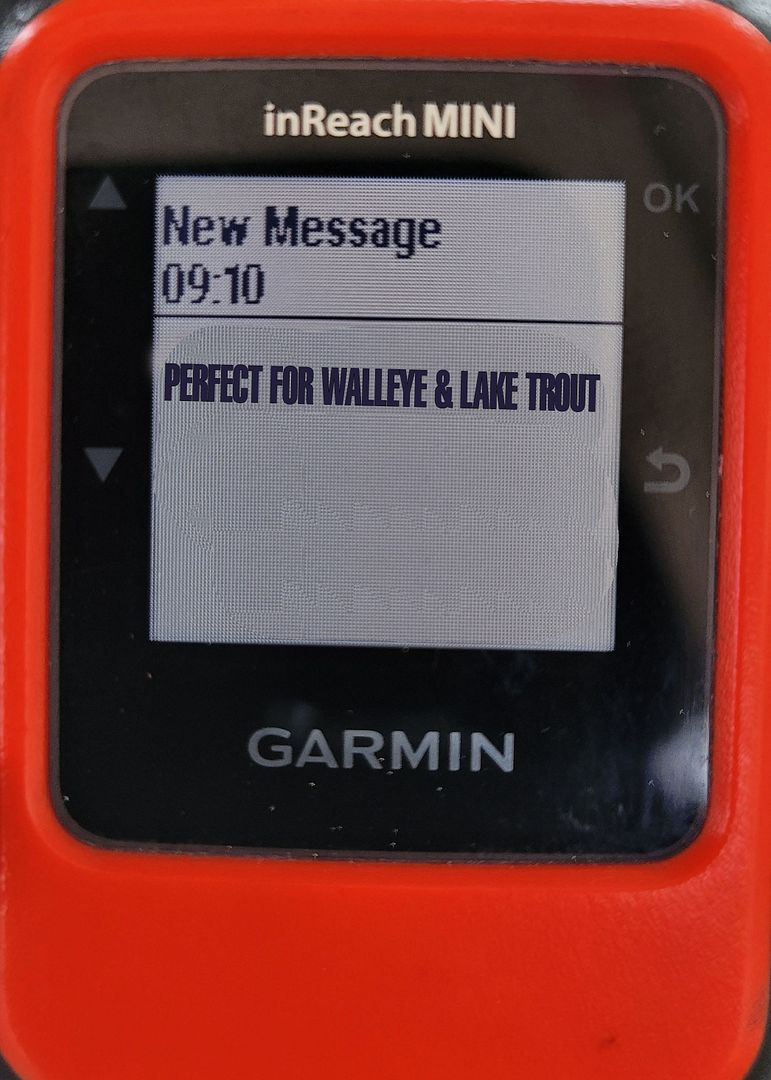 inReach MINI
OK
New Message
09:10
PERFECT FOR WALLEYE & LAKE TROUT
GARMIN